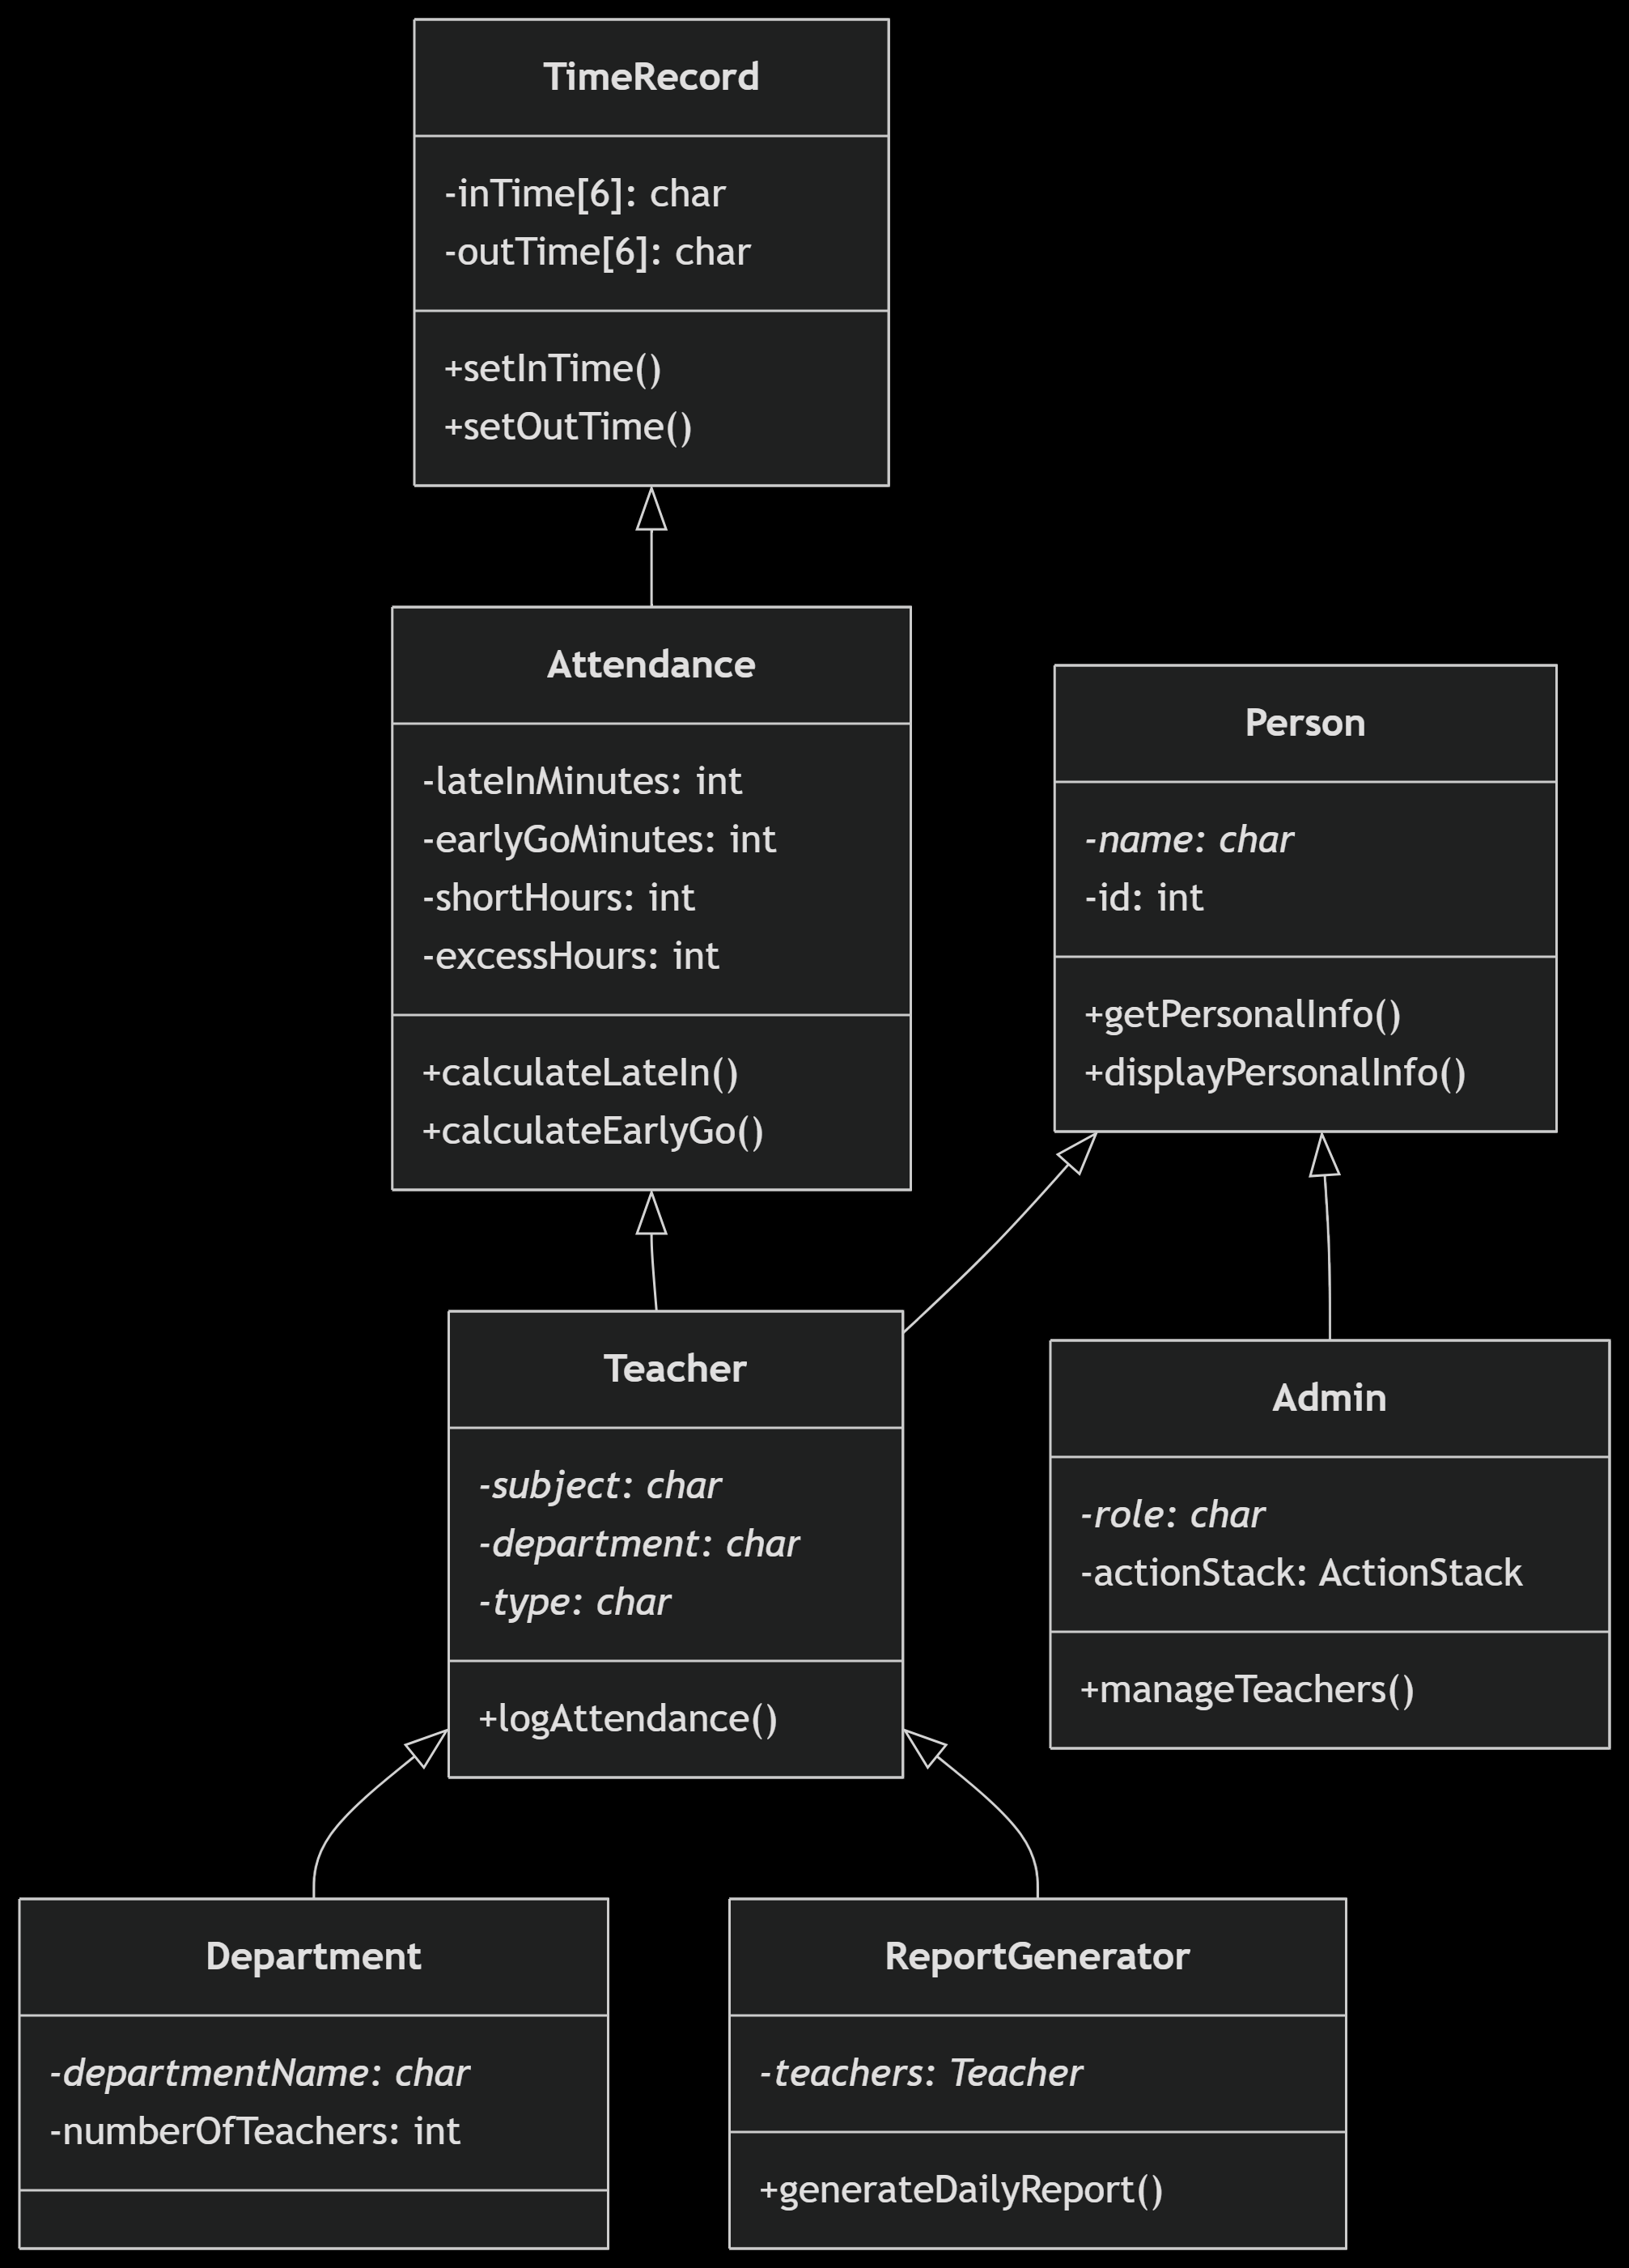 TimeRecord
-inTime[6]: char
-outTime[6]: char
+setInTime()
+setOutTime()
Attendance
-lateInMinutes: int
-earlyGoMinutes: int
-shortHours: int
-excessHours: int
+calculateLateIn()
+calculateEarlyGo()
Person
-name: char
-id: int
+getPersonalInfo()
+displayPersonalInfo()
Teacher
-subject: char
-department: char
-type: char
+logAttendance()
Admin
-role: char
-actionStack: ActionStack
+manageTeachers()
Department
-departmentName: char
-numberOfTeachers: int
ReportGenerator
-teachers: Teacher
+generateDailyReport()